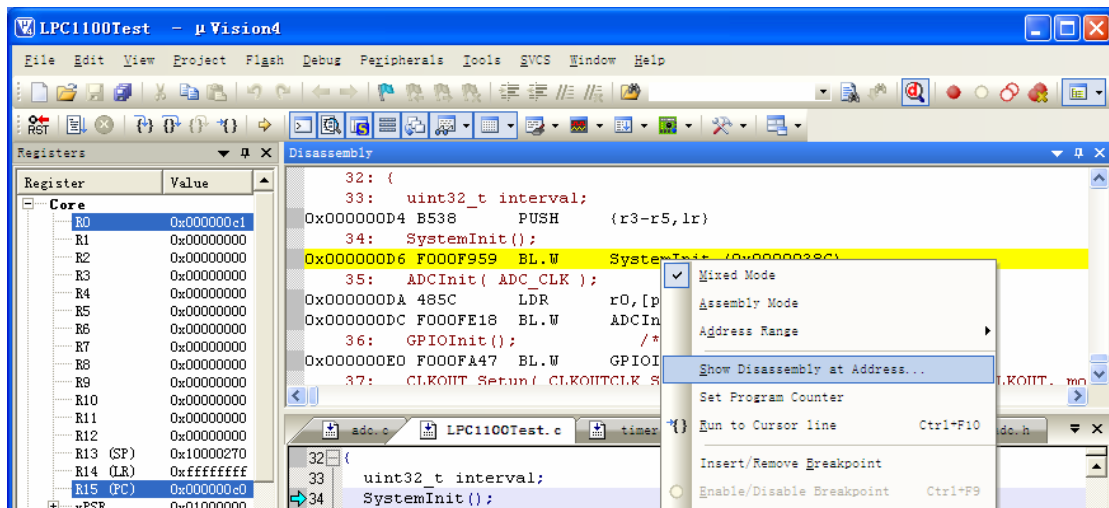 LPC1100Test - µVision4
File Edit View Project Flash Debug Peripherals Tools SVCS Window Help
RST
Registers
Register Value
Core
R0 0x000000c1
R1 0x00000000
R2 0x00000000
R3 0x00000000
R4 0x00000000
R5 0x00000000
R6 0x00000000
R7 0x00000000
R8 0x00000000
R9 0x00000000
R10 0x00000000
R11 0x00000000
R12 0x00000000
R13 (SP) 0x10000270
R14 (LR) 0xffffffff
R15 (PC) 0x000000c0
xPSR 0x01000000
Disassembly
32: {
33: uint32_t interval;
0x000000D4 B538 PUSH {r3-r5,lr}
34: SystemInit();
0x000000D6 F000F959 BL.W SystemInit (0x0000038C)
35: ADCInit( ADC_CLK );
0x000000DA 485C LDR r0,[p
0x000000DC F000FE18 BL.W ADCIn
36: GPIOInit(); /*
0x000000E0 F000FA47 BL.W GPIOI
37: CLKOUT_Setup( CLKOUTCLK_S LKOUT, mo
Mixed Mode
Assembly Mode
Address Range
Show Disassembly at Address...
Set Program Counter
Run to Cursor line Ctrl+F10
Insert/Remove Breakpoint
Enable/Disable Breakpoint Ctrl+F9
adc.c LPC1100Test.c timer adc.h
32 {
33 uint32_t interval;
34 SystemInit();